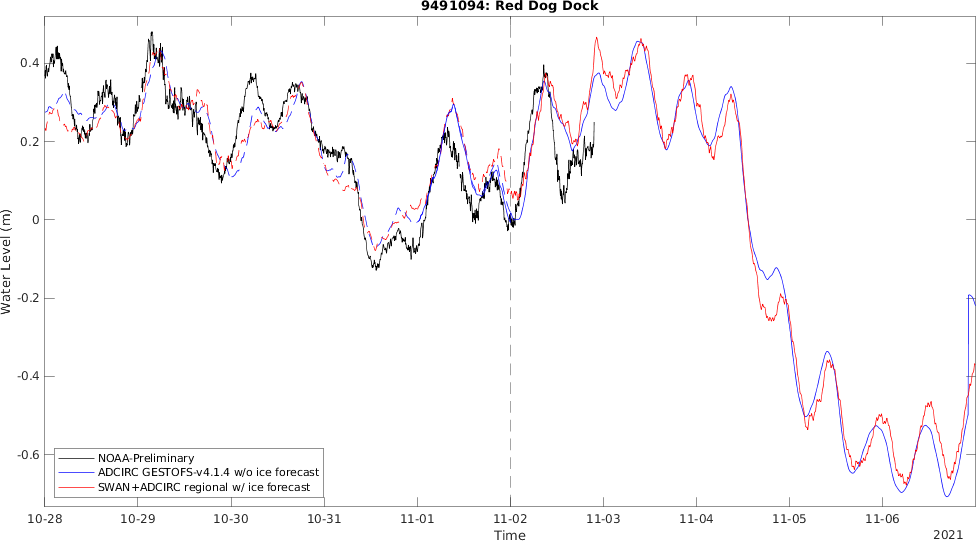 9491094: Red Dog Dock
Water Level (m)
0.4
0.2
0
-0.2
-0.4
-0.6
NOAA-Preliminary
ADCIRC GESTOFS-v4.1.4 w/o ice forecast
SWAN+ADCIRC regional w/ ice forecast
10-28 10-29 10-30 10-31 11-01 11-02 11-03 11-04 11-05 11-06
Time
2021